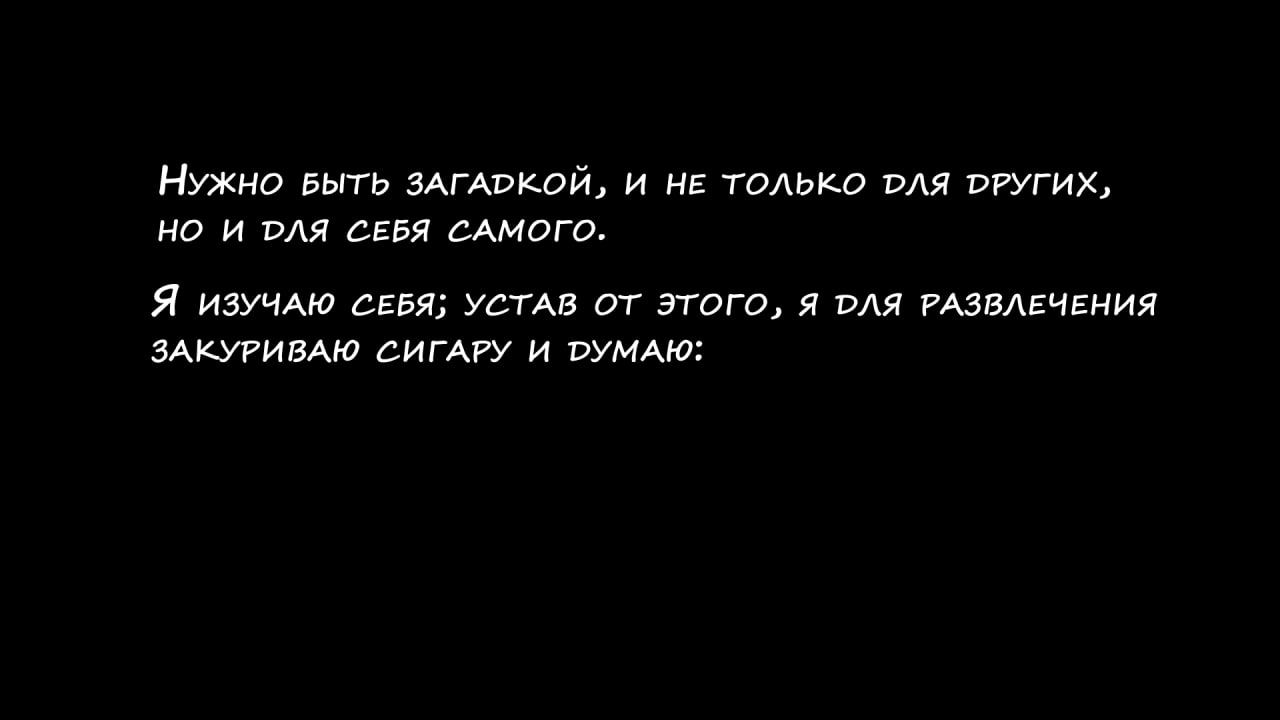 Нужно быть загадкой, и не только для других,
но и для себя самого.
Я изучаю себя; устав от этого, я для развлечения
закуриваю сигару и думаю: